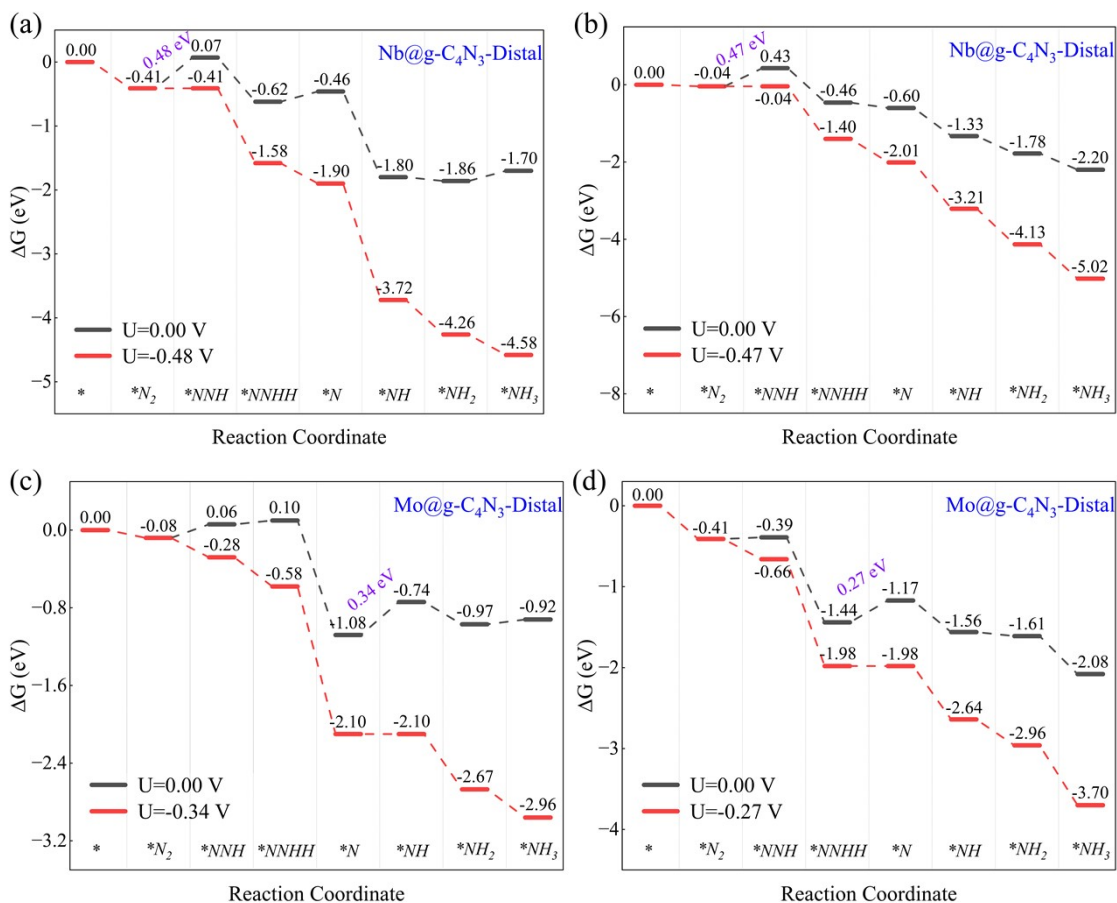 (a)
Nb@g-C₄N₃-Distal
0.48 eV
0.00
-0.41
0.07
-0.41
-0.62
-1.58
-0.46
-1.90
-1.80
-3.72
-1.86
-4.26
-1.70
-4.58
0
−1
−2
−3
−4
−5
ΔG (eV)
U=0.00 V
U=-0.48 V
* *N₂ *NNH *NNHH *N *NH *NH₂ *NH₃
Reaction Coordinate
(b)
Nb@g-C₄N₃-Distal
0.47 eV
0.00
-0.04
0.43
-0.04
-0.46
-1.40
-0.60
-2.01
-1.33
-3.21
-1.78
-4.13
-2.20
-5.02
0
−2
−4
−6
−8
ΔG (eV)
U=0.00 V
U=-0.47 V
* *N₂ *NNH *NNHH *N *NH *NH₂ *NH₃
Reaction Coordinate
(c)
Mo@g-C₄N₃-Distal
0.34 eV
0.00
-0.08
0.06
-0.28
0.10
-0.58
-1.08
-2.10
-0.74
-2.10
-0.97
-2.67
-0.92
-2.96
0.0
−0.8
−1.6
−2.4
−3.2
ΔG (eV)
U=0.00 V
U=-0.34 V
* *N₂ *NNH *NNHH *N *NH *NH₂ *NH₃
Reaction Coordinate
(d)
Mo@g-C₄N₃-Distal
0.27 eV
0.00
-0.41
-0.39
-0.66
-1.44
-1.98
-1.17
-1.98
-1.56
-2.64
-1.61
-2.96
-2.08
-3.70
0
−1
−2
−3
−4
ΔG (eV)
U=0.00 V
U=-0.27 V
* *N₂ *NNH *NNHH *N *NH *NH₂ *NH₃
Reaction Coordinate